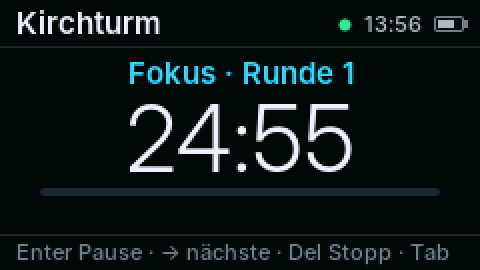 Kirchturm
13:56
Fokus · Runde 1
24:55
Enter Pause · → nächste · Del Stopp · Tab